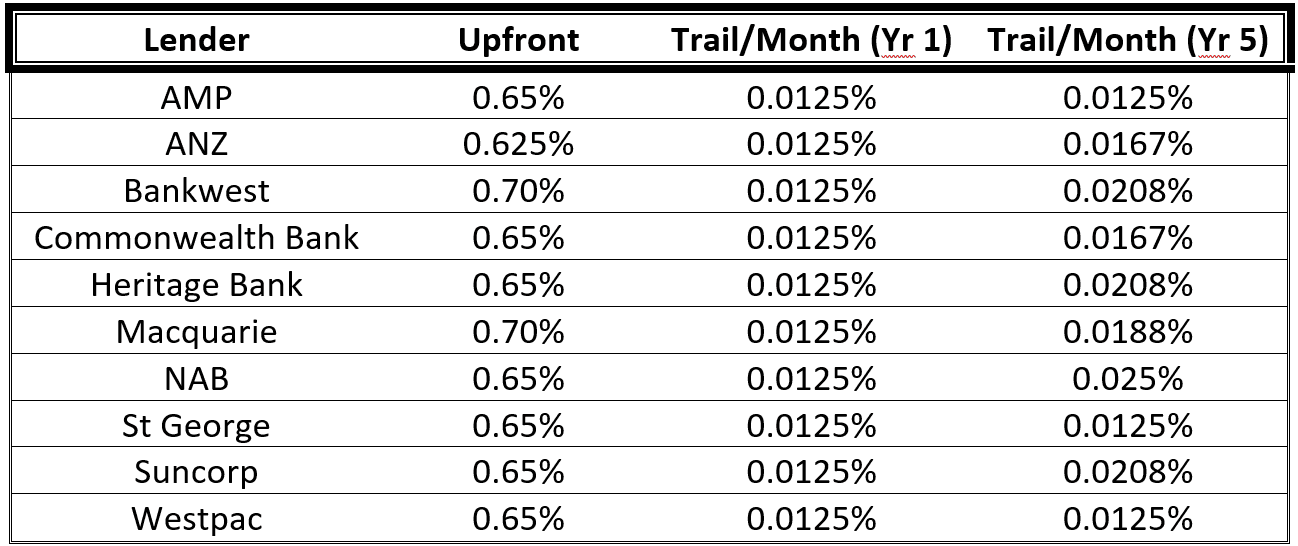 Lender Upfront Trail/Month (Yr 1) Trail/Month (Yr 5)
AMP 0.65% 0.0125% 0.0125%
ANZ 0.625% 0.0125% 0.0167%
Bankwest 0.70% 0.0125% 0.0208%
Commonwealth Bank 0.65% 0.0125% 0.0167%
Heritage Bank 0.65% 0.0125% 0.0208%
Macquarie 0.70% 0.0125% 0.0188%
NAB 0.65% 0.0125% 0.025%
St George 0.65% 0.0125% 0.0125%
Suncorp 0.65% 0.0125% 0.0208%
Westpac 0.65% 0.0125% 0.0125%